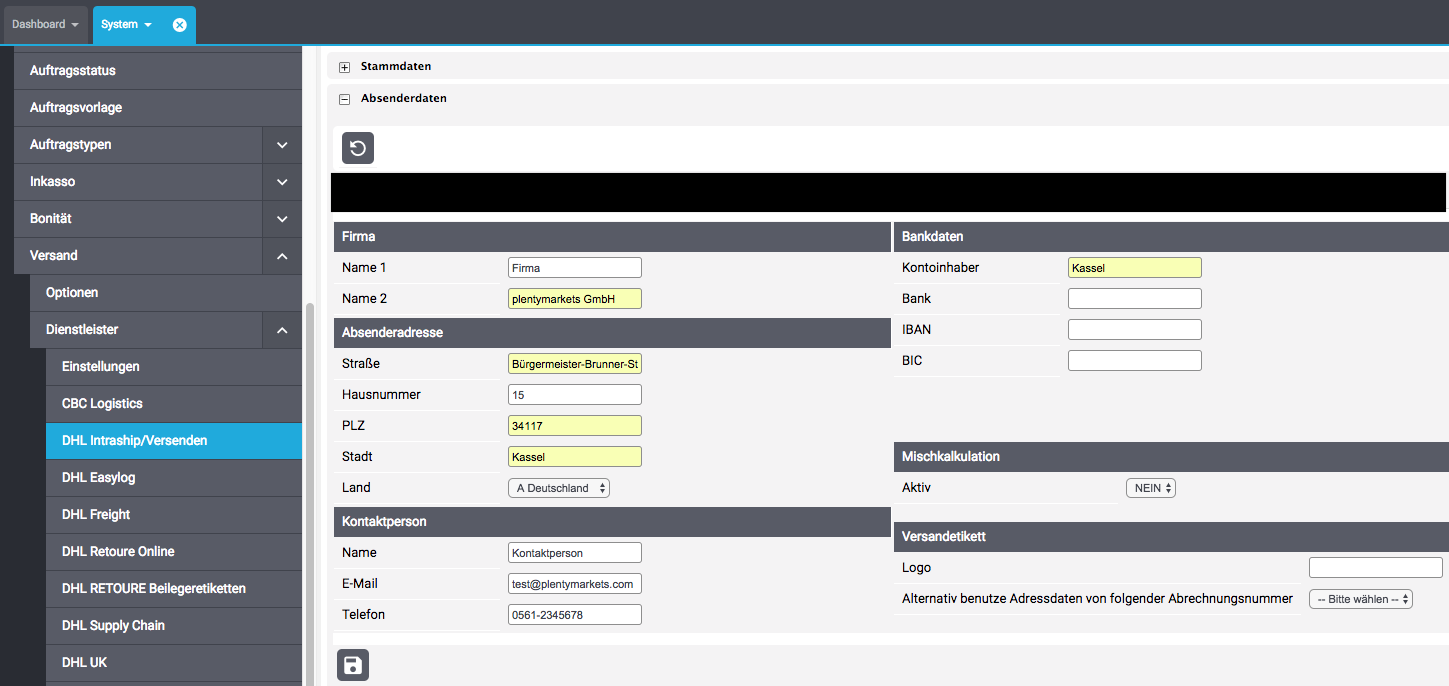 Dashboard
System
Auftragsstatus
Auftragsvorlage
Auftragstypen
Inkasso
Bonität
Versand
Optionen
Dienstleister
Einstellungen
CBC Logistics
DHL Intraship/Versenden
DHL Easylog
DHL Freight
DHL Retoure Online
DHL RETOURE Beilegeretiketten
DHL Supply Chain
DHL UK
Stammdaten
Absenderdaten
Firma
Name 1 Firma
Name 2 plentymarkets GmbH
Absenderadresse
Straße Bürgermeister-Brunner-St
Hausnummer 15
PLZ 34117
Stadt Kassel
Land A Deutschland
Kontaktperson
Name Kontaktperson
E-Mail test@plentymarkets.com
Telefon 0561-2345678
Bankdaten
Kontoinhaber Kassel
Bank
IBAN
BIC
Mischkalkulation
Aktiv NEIN
Versandetikett
Logo
Alternativ benutze Adressdaten von folgender Abrechnungsnummer -- Bitte wählen --